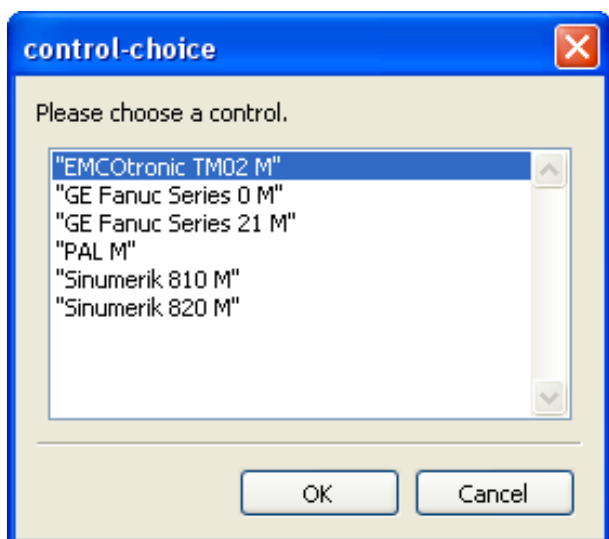 control-choice
Please choose a control.
"EMCOtronic TM02 M"
"GE Fanuc Series 0 M"
"GE Fanuc Series 21 M"
"PAL M"
"Sinumerik 810 M"
"Sinumerik 820 M"
OK Cancel